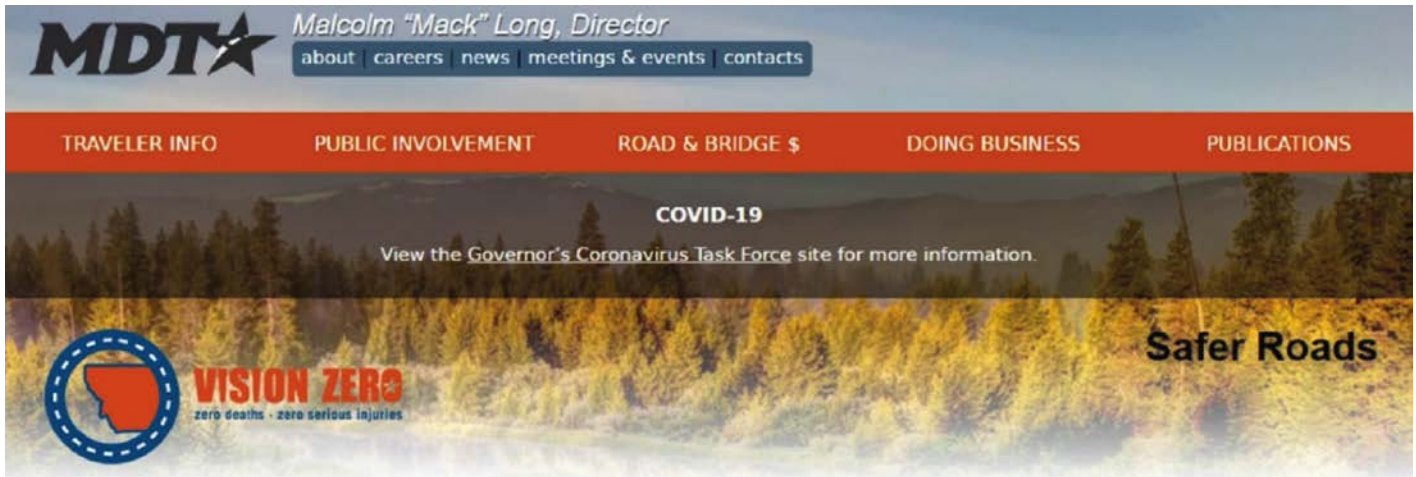 MDT
Malcolm “Mack” Long, Director
about | careers | news | meetings & events | contacts
TRAVELER INFO PUBLIC INVOLVEMENT ROAD & BRIDGE $ DOING BUSINESS PUBLICATIONS
COVID-19
View the Governor's Coronavirus Task Force site for more information.
Safer Roads
VISION ZERO
zero deaths - zero serious injuries